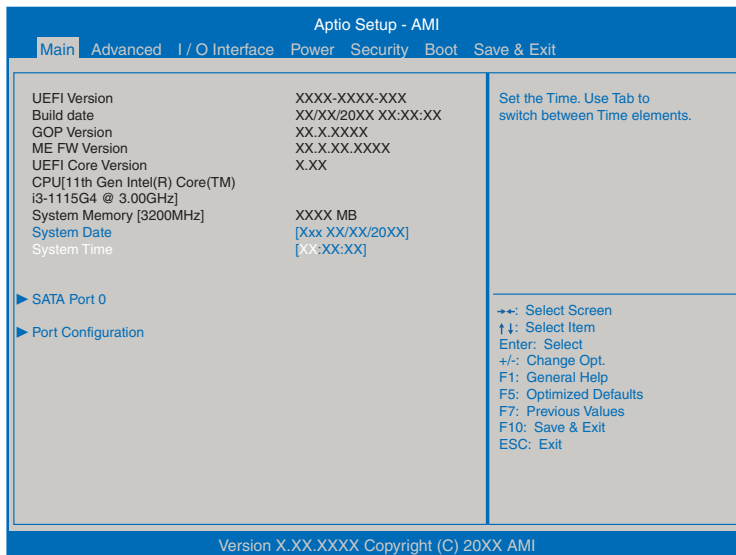 Aptio Setup - AMI
Main Advanced I / O Interface Power Security Boot Save & Exit
UEFI Version XXXX-XXXX-XXX
Build date XX/XX/20XX XX:XX:XX
GOP Version XX.X.XXXX
ME FW Version XX.X.XX.XXXX
UEFI Core Version X.XX
CPU[11th Gen Intel(R) Core(TM)
i3-1115G4 @ 3.00GHz]
System Memory [3200MHz] XXXX MB
System Date [Xxx XX/XX/20XX]
System Time [XX:XX:XX]
► SATA Port 0
► Port Configuration
Set the Time. Use Tab to
switch between Time elements.
→←: Select Screen
↑↓: Select Item
Enter: Select
+/-: Change Opt.
F1: General Help
F5: Optimized Defaults
F7: Previous Values
F10: Save & Exit
ESC: Exit
Version X.XX.XXXX Copyright (C) 20XX AMI